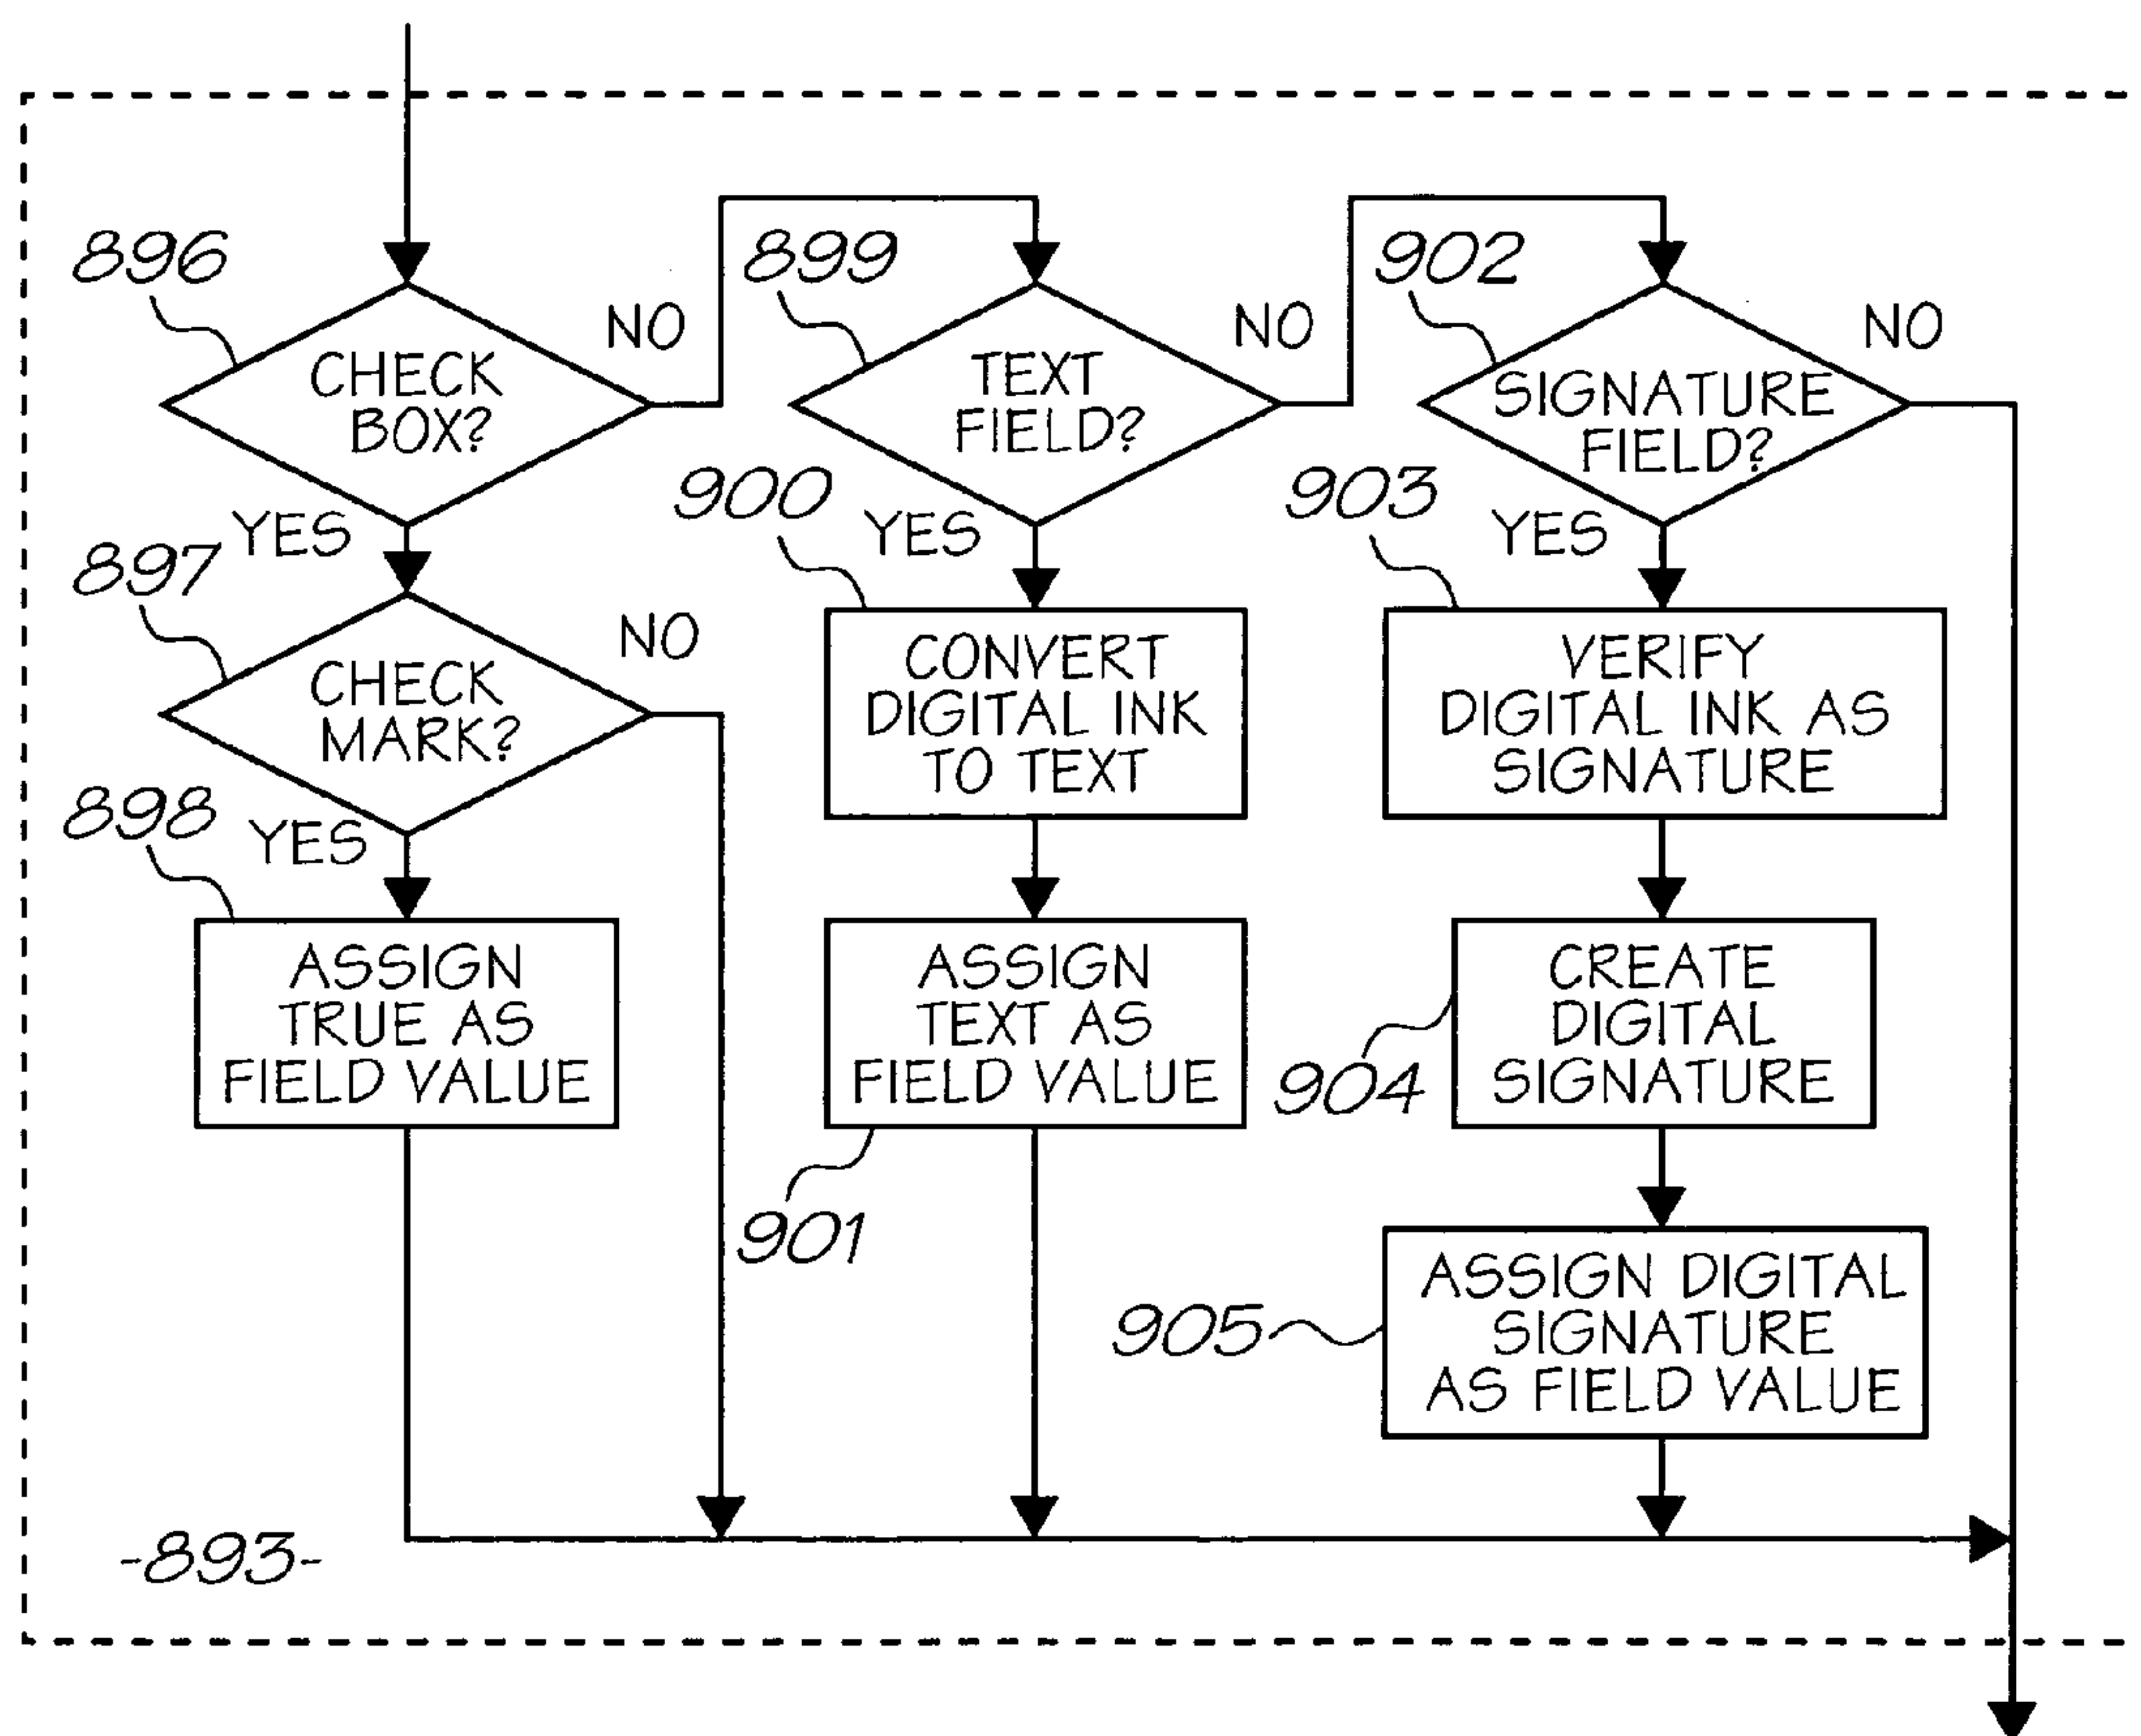 896
CHECK
BOX?
NO
YES
897
CHECK
MARK?
NO
YES
898
ASSIGN
TRUE AS
FIELD VALUE
899
TEXT
FIELD?
NO
YES
900
CONVERT
DIGITAL INK
TO TEXT
ASSIGN
TEXT AS
FIELD VALUE
901
902
SIGNATURE
FIELD?
NO
YES
903
VERIFY
DIGITAL INK AS
SIGNATURE
CREATE
DIGITAL
SIGNATURE
904
ASSIGN DIGITAL
SIGNATURE
AS FIELD VALUE
905
-893-